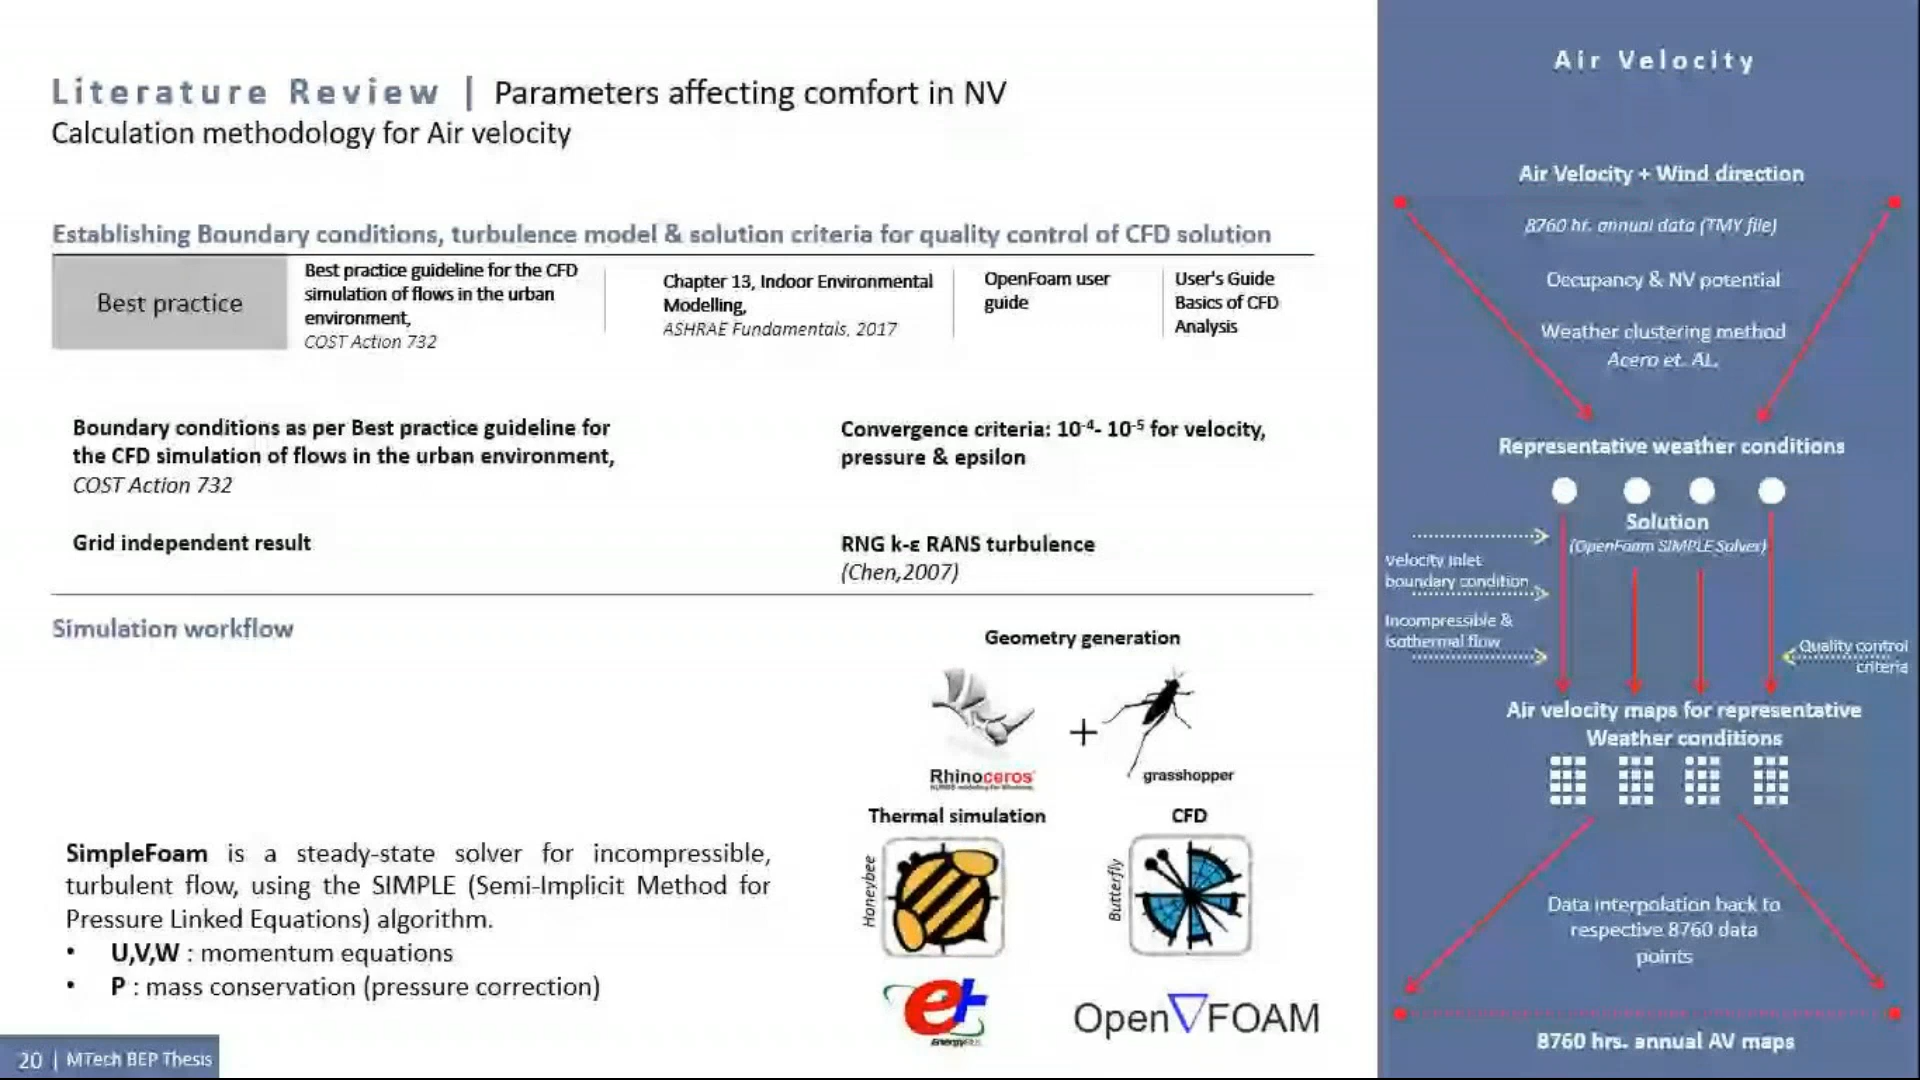 Literature Review | Parameters affecting comfort in NV
Calculation methodology for Air velocity
Establishing Boundary conditions, turbulence model & solution criteria for quality control of CFD solution
Best practice
Best practice guideline for the CFD
simulation of flows in the urban
environment,
COST Action 732
Chapter 13, Indoor Environmental
Modelling,
ASHRAE Fundamentals, 2017
OpenFoam user
guide
User's Guide
Basics of CFD
Analysis
Boundary conditions as per Best practice guideline for
the CFD simulation of flows in the urban environment,
COST Action 732
Convergence criteria: 10⁻⁴- 10⁻⁵ for velocity,
pressure & epsilon
Grid independent result
RNG k-ε RANS turbulence
(Chen,2007)
Simulation workflow
Geometry generation
+
Rhinoceros
NURBS modeling for Windows
grasshopper
Thermal simulation
CFD
Honeybee
Butterfly
e+
EnergyPlus
Open∇FOAM
SimpleFoam is a steady-state solver for incompressible,
turbulent flow, using the SIMPLE (Semi-Implicit Method for
Pressure Linked Equations) algorithm.
• U,V,W : momentum equations
• P : mass conservation (pressure correction)
20 | MTech BEP Thesis
Air Velocity
Air Velocity + Wind direction
8760 hr. annual data (TMY file)
Occupancy & NV potential
Weather clustering method
Acero et. AL.
Representative weather conditions
Solution
(OpenFoam SIMPLE Solver)
Velocity inlet
boundary condition
Incompressible &
isothermal flow
Quality control
criteria
Air velocity maps for representative
Weather conditions
Data interpolation back to
respective 8760 data
points
8760 hrs. annual AV maps